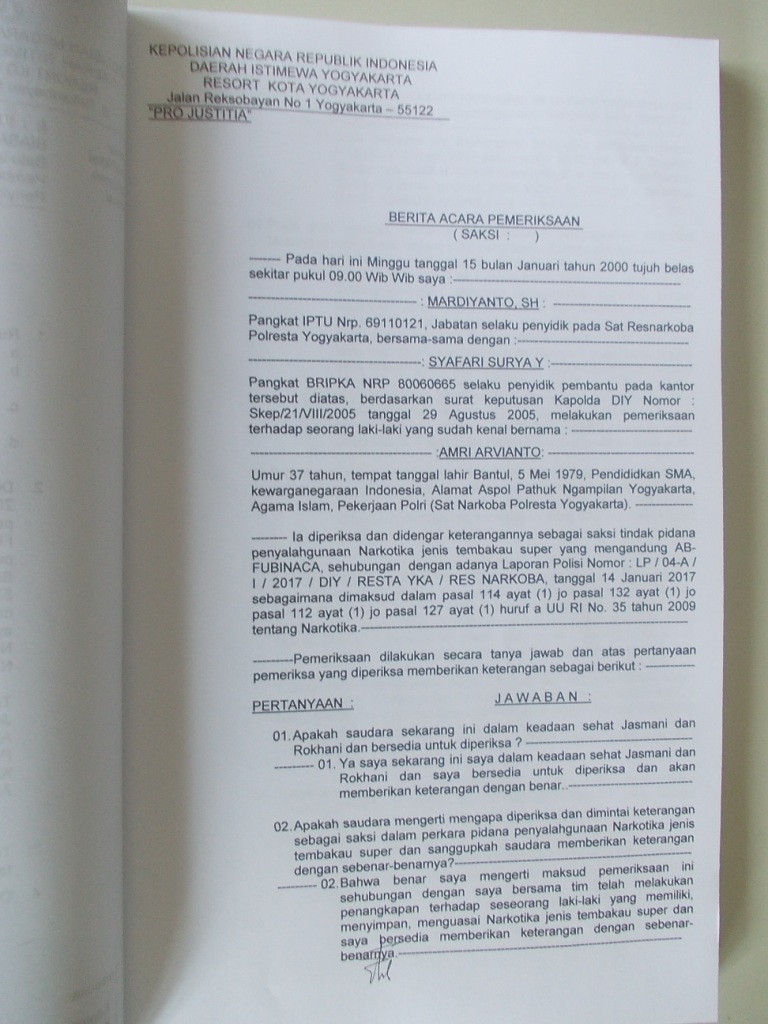 KEPOLISIAN NEGARA REPUBLIK INDONESIA
DAERAH ISTIMEWA YOGYAKARTA
RESORT KOTA YOGYAKARTA
Jalan Reksobayan No 1 Yogyakarta – 55122
"PRO JUSTITIA"
BERITA ACARA PEMERIKSAAN
( SAKSI : )
------- Pada hari ini Minggu tanggal 15 bulan Januari tahun 2000 tujuh belas
sekitar pukul 09.00 Wib Wib saya :-------
------- : MARDIYANTO, SH : -------
Pangkat IPTU Nrp. 69110121, Jabatan selaku penyidik pada Sat Resnarkoba
Polresta Yogyakarta, bersama-sama dengan :-------
-------: SYAFARI SURYA Y :-------
Pangkat BRIPKA NRP 80060665 selaku penyidik pembantu pada kantor
tersebut diatas, berdasarkan surat keputusan Kapolda DIY Nomor :
Skep/21/VIII/2005 tanggal 29 Agustus 2005, melakukan pemeriksaan
terhadap seorang laki-laki yang sudah kenal bernama : -------
------- :AMRI ARVIANTO: -------
Umur 37 tahun, tempat tanggal lahir Bantul, 5 Mei 1979, Pendididkan SMA,
kewarganegaraan Indonesia, Alamat Aspol Pathuk Ngampilan Yogyakarta,
Agama Islam, Pekerjaan Polri (Sat Narkoba Polresta Yogyakarta). -------
------- Ia diperiksa dan didengar keterangannya sebagai saksi tindak pidana
penyalahgunaan Narkotika jenis tembakau super yang mengandung AB-
FUBINACA, sehubungan dengan adanya Laporan Polisi Nomor : LP / 04-A /
I / 2017 / DIY / RESTA YKA / RES NARKOBA, tanggal 14 Januari 2017
sebagaimana dimaksud dalam pasal 114 ayat (1) jo pasal 132 ayat (1) jo
pasal 112 ayat (1) jo pasal 127 ayat (1) huruf a UU RI No. 35 tahun 2009
tentang Narkotika.-------
-------Pemeriksaan dilakukan secara tanya jawab dan atas pertanyaan
pemeriksa yang diperiksa memberikan keterangan sebagai berikut : -------
PERTANYAAN : J A W A B A N :
01.Apakah saudara sekarang ini dalam keadaan sehat Jasmani dan
Rokhani dan bersedia untuk diperiksa ? -------
------- 01. Ya saya sekarang ini saya dalam keadaan sehat Jasmani dan
Rokhani dan saya bersedia untuk diperiksa dan akan
memberikan keterangan dengan benar..-------
02.Apakah saudara mengerti mengapa diperiksa dan dimintai keterangan
sebagai saksi dalam perkara pidana penyalahgunaan Narkotika jenis
tembakau super dan sanggupkah saudara memberikan keterangan
dengan sebenar-benarnya?-------
------- 02.Bahwa benar saya mengerti maksud pemeriksaan ini
sehubungan dengan saya bersama tim telah melakukan
penangkapan terhadap seseorang laki-laki yang memiliki,
menyimpan, menguasai Narkotika jenis tembakau super dan
saya bersedia memberikan keterangan dengan sebenar-
benarnya.-------